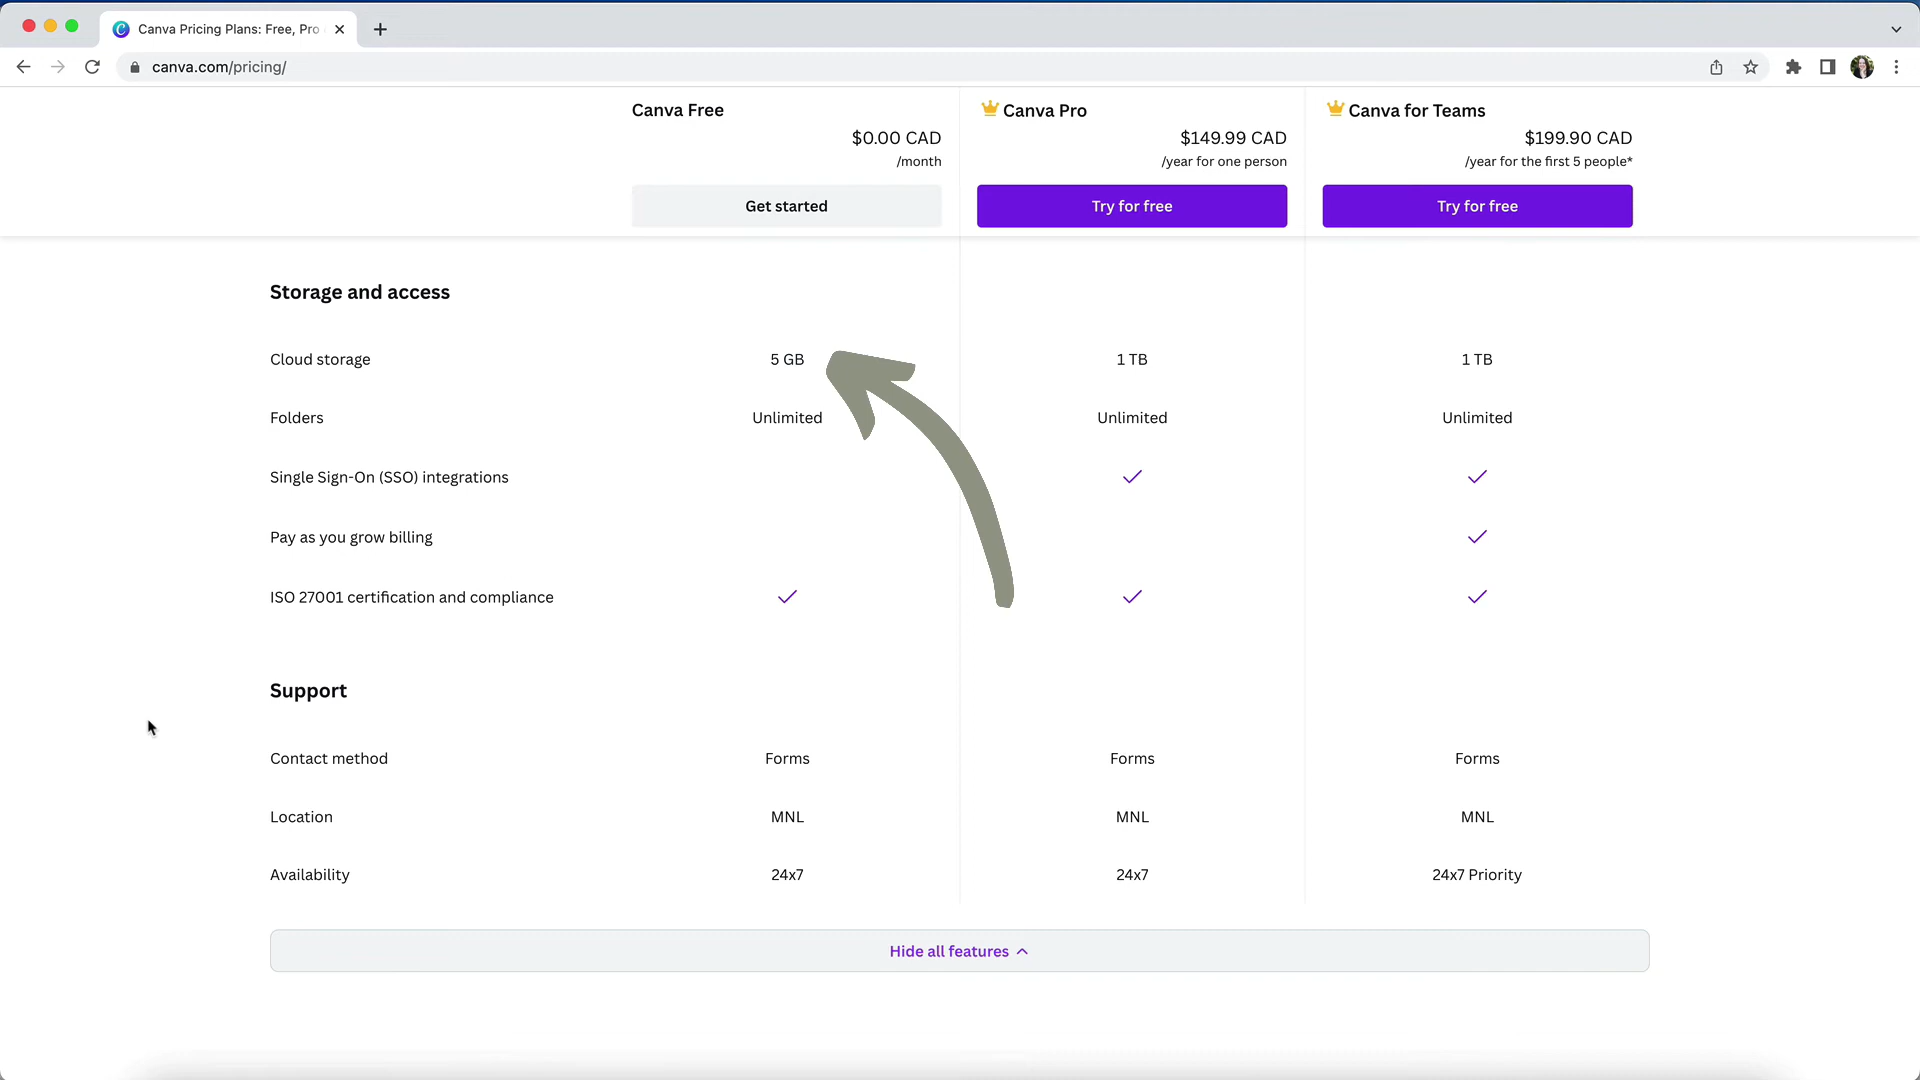 Canva Pricing Plans: Free, Pro
canva.com/pricing/
Canva Free
$0.00 CAD
/month
Get started
Canva Pro
$149.99 CAD
/year for one person
Try for free
Canva for Teams
$199.90 CAD
/year for the first 5 people*
Try for free
Storage and access
Cloud storage 5 GB 1 TB 1 TB
Folders Unlimited Unlimited Unlimited
Single Sign-On (SSO) integrations
Pay as you grow billing
ISO 27001 certification and compliance
Support
Contact method Forms Forms Forms
Location MNL MNL MNL
Availability 24x7 24x7 24x7 Priority
Hide all features